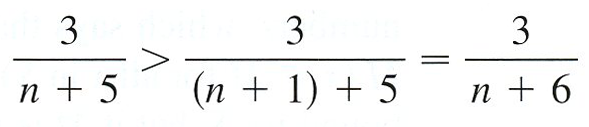 3/(n + 5) > 3/((n + 1) + 5) = 3/(n + 6)